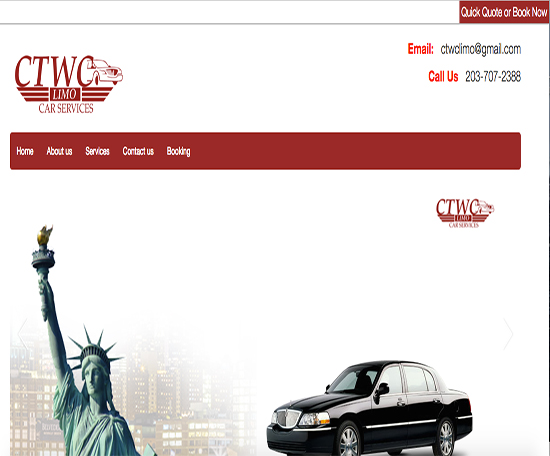 Quick Quote or Book Now
Email: ctwclimo@gmail.com
Call Us 203-707-2388
CTWC
LIMO
CAR SERVICES
Home About us Services Contact us Booking
CTWC
LIMO
CAR SERVICES